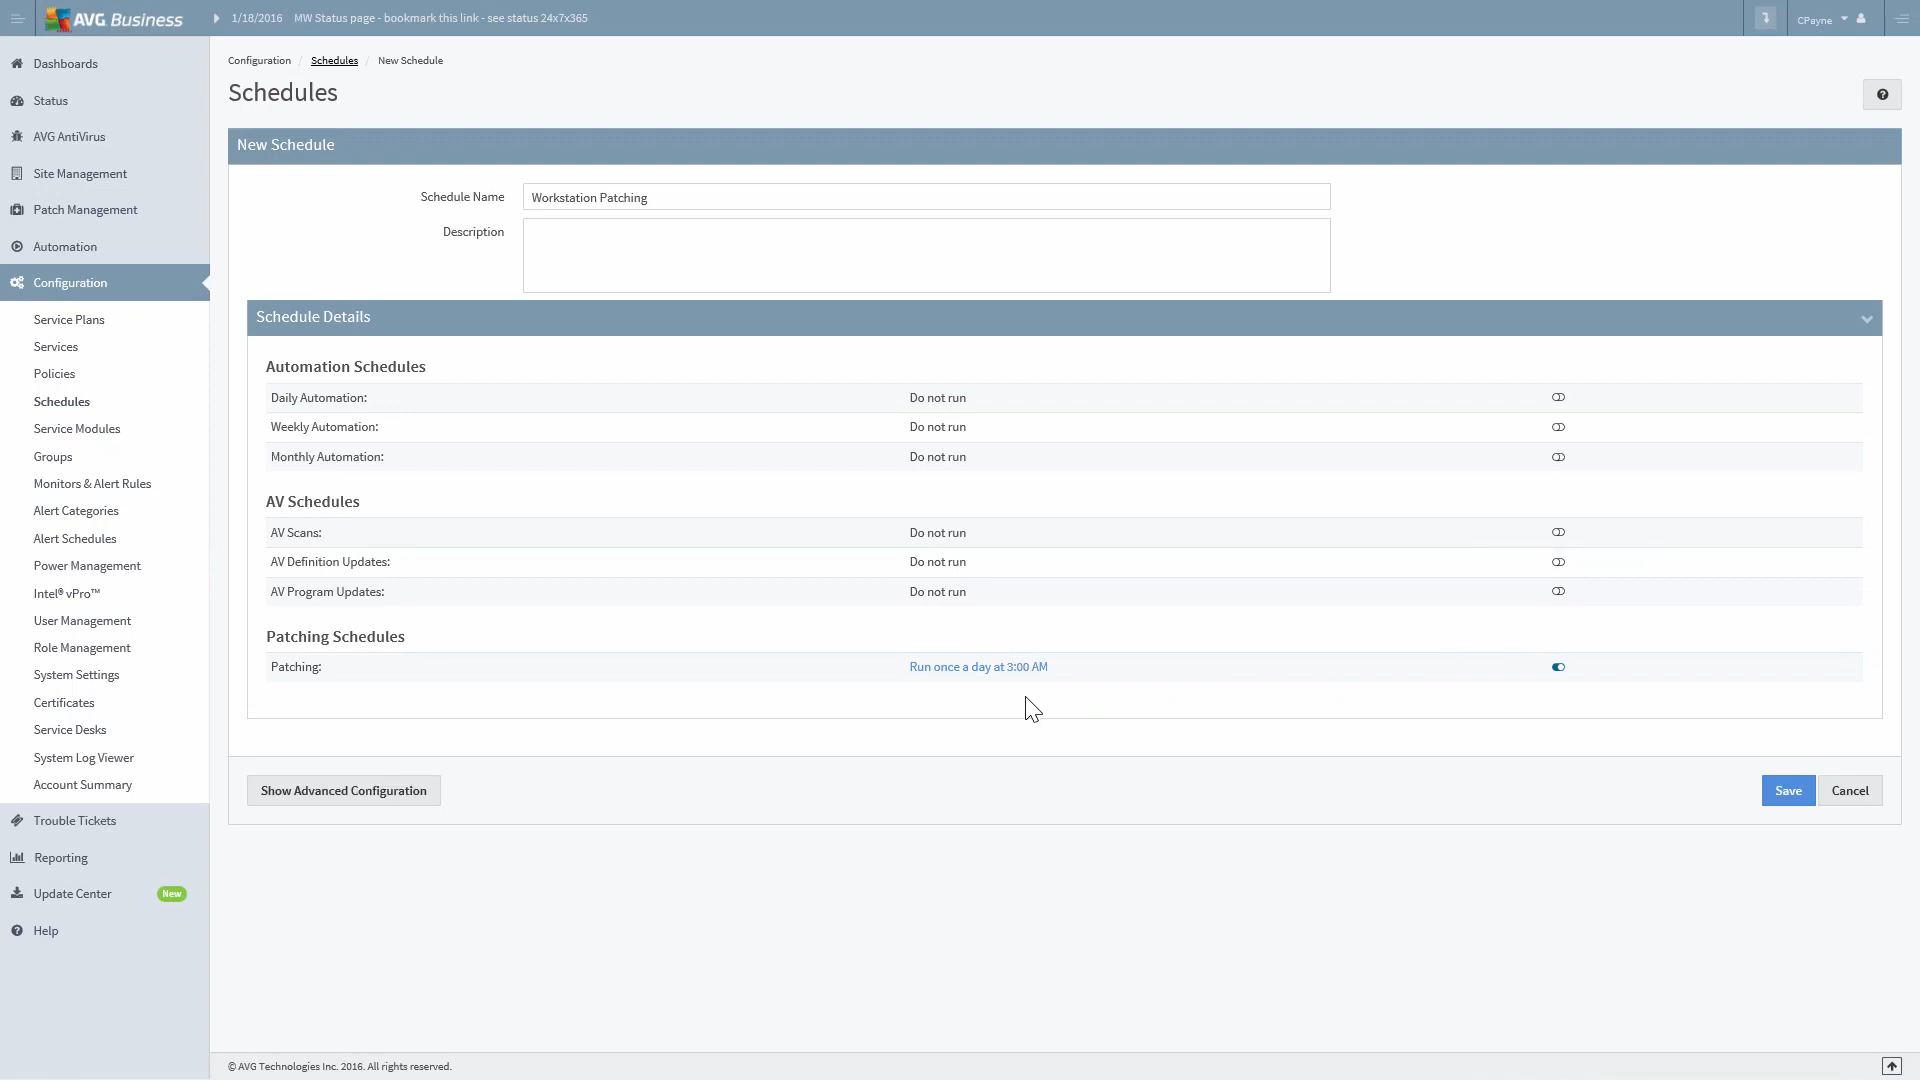 AVG Business
1/18/2016 MW Status page - bookmark this link - see status 24x7x365
CPayne
Dashboards
Status
AVG AntiVirus
Site Management
Patch Management
Automation
Configuration
Service Plans
Services
Policies
Schedules
Service Modules
Groups
Monitors & Alert Rules
Alert Categories
Alert Schedules
Power Management
Intel® vPro™
User Management
Role Management
System Settings
Certificates
Service Desks
System Log Viewer
Account Summary
Trouble Tickets
Reporting
Update Center New
Help
Configuration / Schedules / New Schedule
Schedules
New Schedule
Schedule Name Workstation Patching
Description
Schedule Details
Automation Schedules
Daily Automation: Do not run
Weekly Automation: Do not run
Monthly Automation: Do not run
AV Schedules
AV Scans: Do not run
AV Definition Updates: Do not run
AV Program Updates: Do not run
Patching Schedules
Patching: Run once a day at 3:00 AM
Show Advanced Configuration Save Cancel
© AVG Technologies Inc. 2016. All rights reserved.